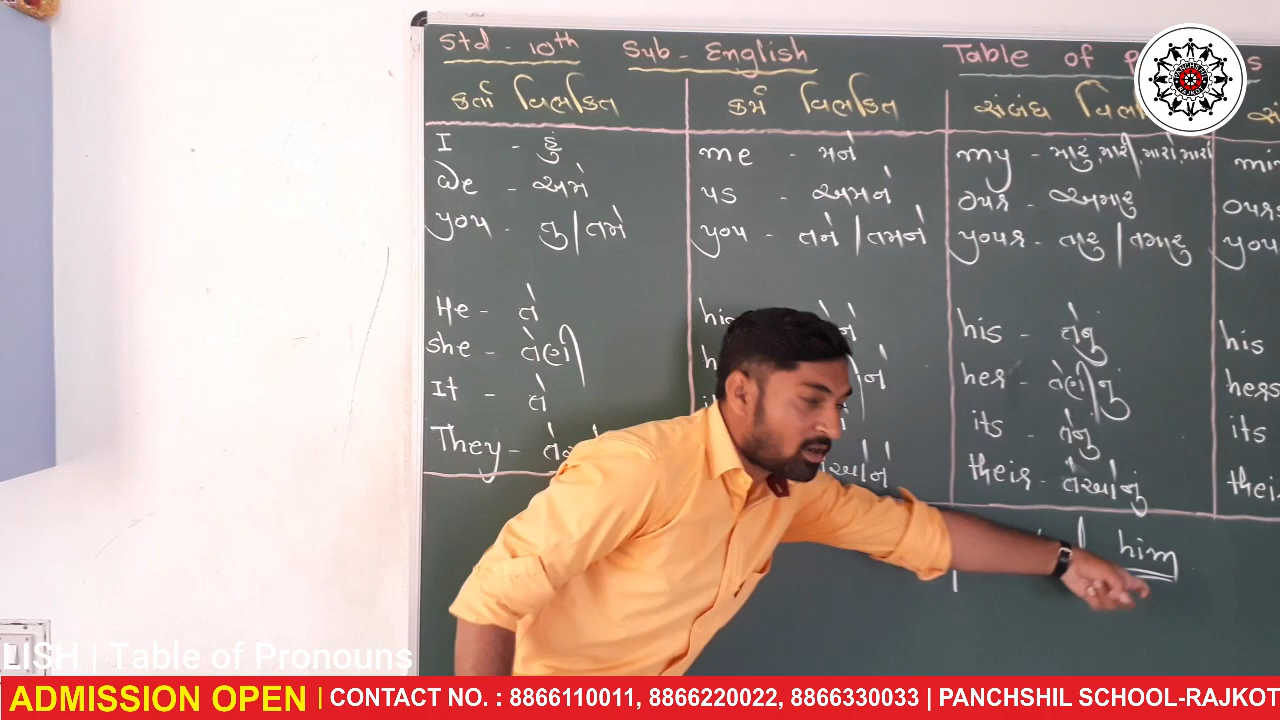 Std - 10th Sub - English Table of
કર્તા વિભક્તિ કર્મ વિભક્તિ સંબંધ
I - હું me - મને my - મારું, મારી, મારો, મારા
We - અમે us - અમને our - અમારુ
you - તુ / તમે you - તને / તમને your - તારુ / તમારુ
He - તે his - તેનું his
She - તેણી her - તેણીનું hers
It - તે its - તેનું its
They - their - તેઓનું
him
LISH | Table of Pronouns
ADMISSION OPEN | CONTACT NO. : 8866110011, 8866220022, 8866330033 | PANCHSHIL SCHOOL-RAJKOT
PANCHSHIL
RAJKOT